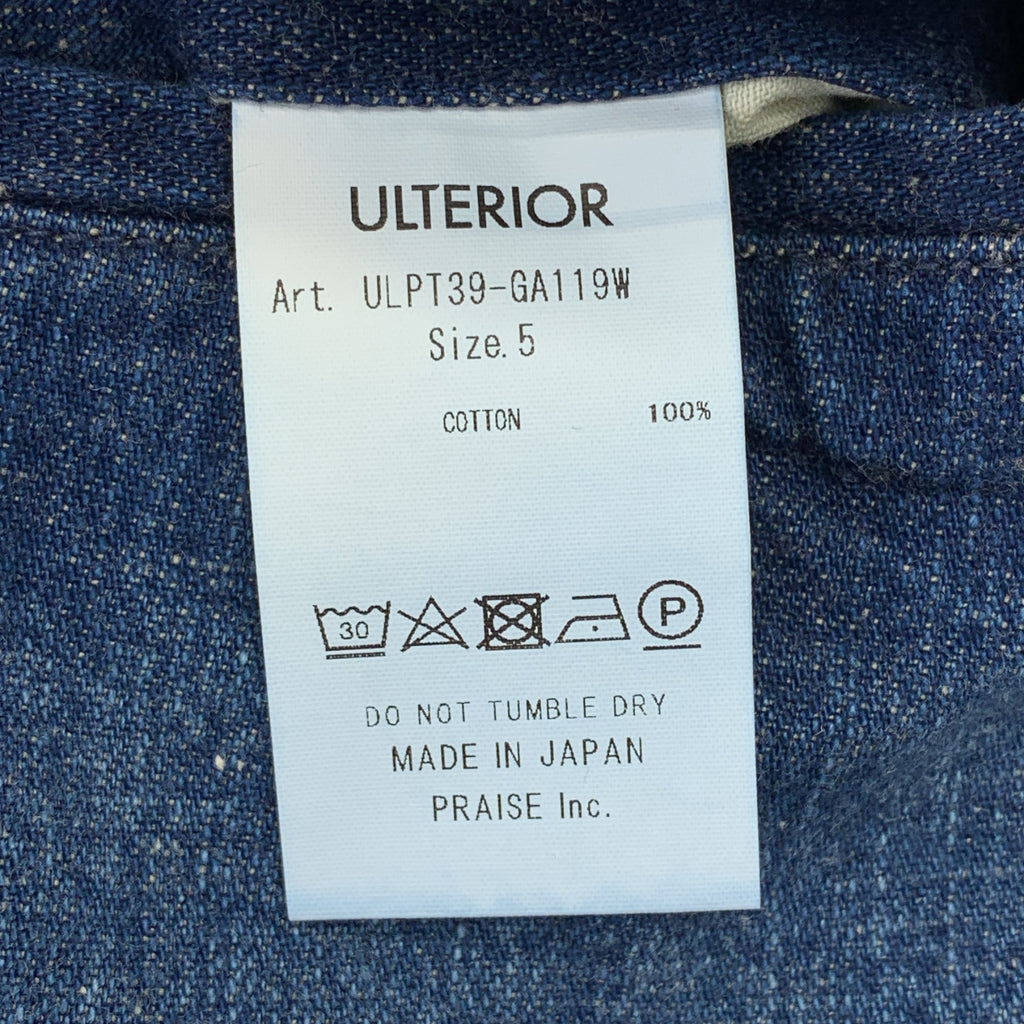 ULTERIOR
Art. ULPT39-GA119W
Size. 5
COTTON 100%
30 P
DO NOT TUMBLE DRY
MADE IN JAPAN
PRAISE Inc.